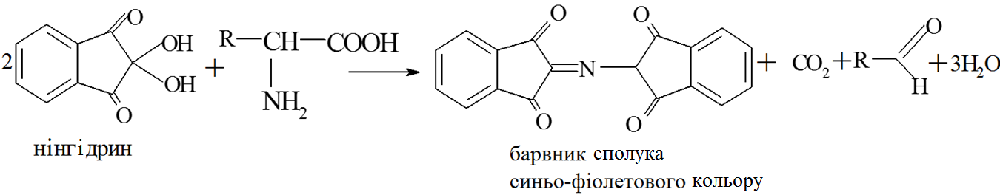 2 O OH OH O + R CH COOH NH₂ O O N O O + CO₂ + R O H + 3H₂O
нінгідрин
барвник сполука
синьо-фіолетового кольору